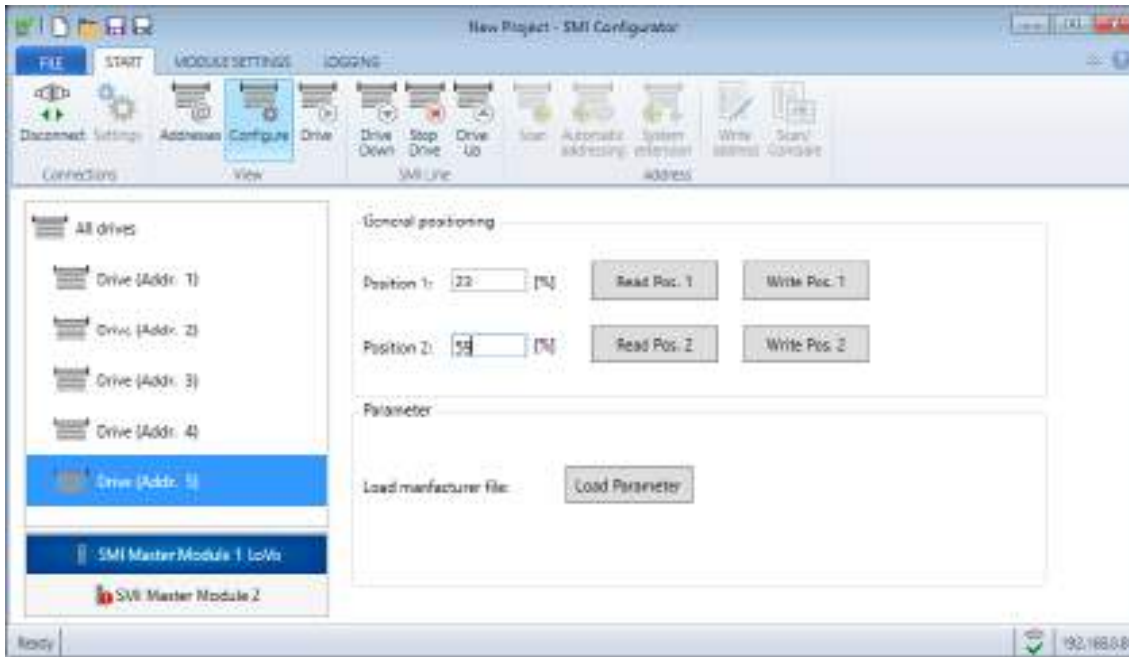 New Project - SMI Configurator
FILE START MODULE SETTINGS LOGGING
Disconnect Settings Addresses Configure Drive Drive Down Stop Drive Drive Up Scan Automatic addressing System extension Write address Scan/Compare
Connections View SMI Line Address
All drives
Drive (Addr. 1)
Drive (Addr. 2)
Drive (Addr. 3)
Drive (Addr. 4)
Drive (Addr. 5)
SMI Master Module 1 LoVo
SMI Master Module 2
General positioning
Position 1: 23 [%] Read Pos. 1 Write Pos. 1
Position 2: [%] Read Pos. 2 Write Pos. 2
Parameter
Load manfacturer file: Load Parameter
Ready